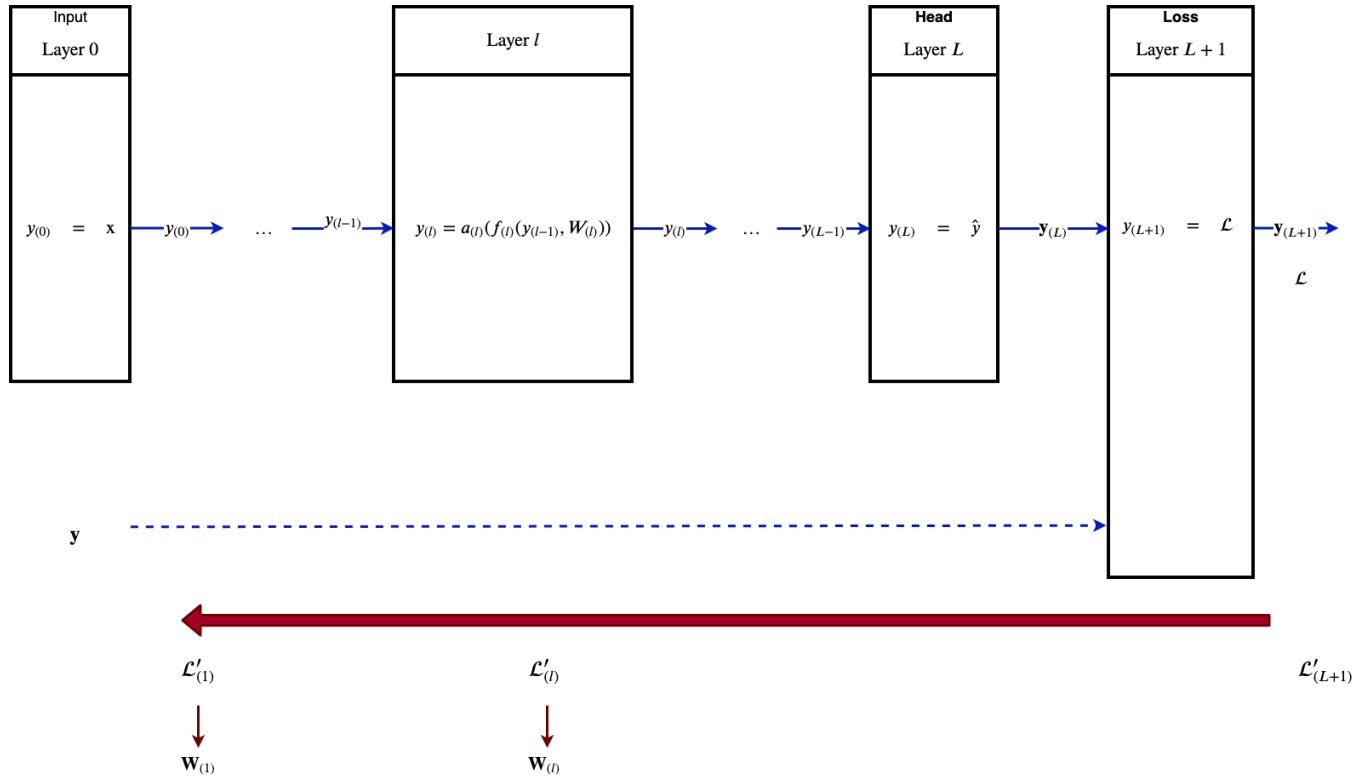 Input
Layer 0
Layer l
Head
Layer L
Loss
Layer L + 1
y(0) = x
y(0)
...
y(l−1)
y(l) = a(l)(f(l)(y(l−1), W(l)))
y(l)
...
y(L−1)
y(L) = ŷ
y(L)
y(L+1) = ℒ
y(L+1)
ℒ
y
ℒ′(1)
ℒ′(l)
ℒ′(L+1)
W(1)
W(l)